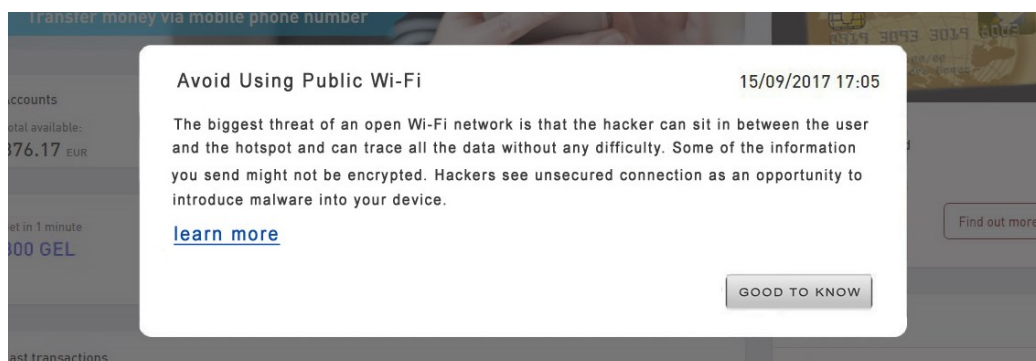 Transfer money via mobile phone number
3093 3019
Avoid Using Public Wi-Fi
15/09/2017 17:05
The biggest threat of an open Wi-Fi network is that the hacker can sit in between the user
and the hotspot and can trace all the data without any difficulty. Some of the information
you send might not be encrypted. Hackers see unsecured connection as an opportunity to
introduce malware into your device.
learn more
GOOD TO KNOW
available:
376.17 EUR
in 1 minute
300 GEL
Find out more
transactions